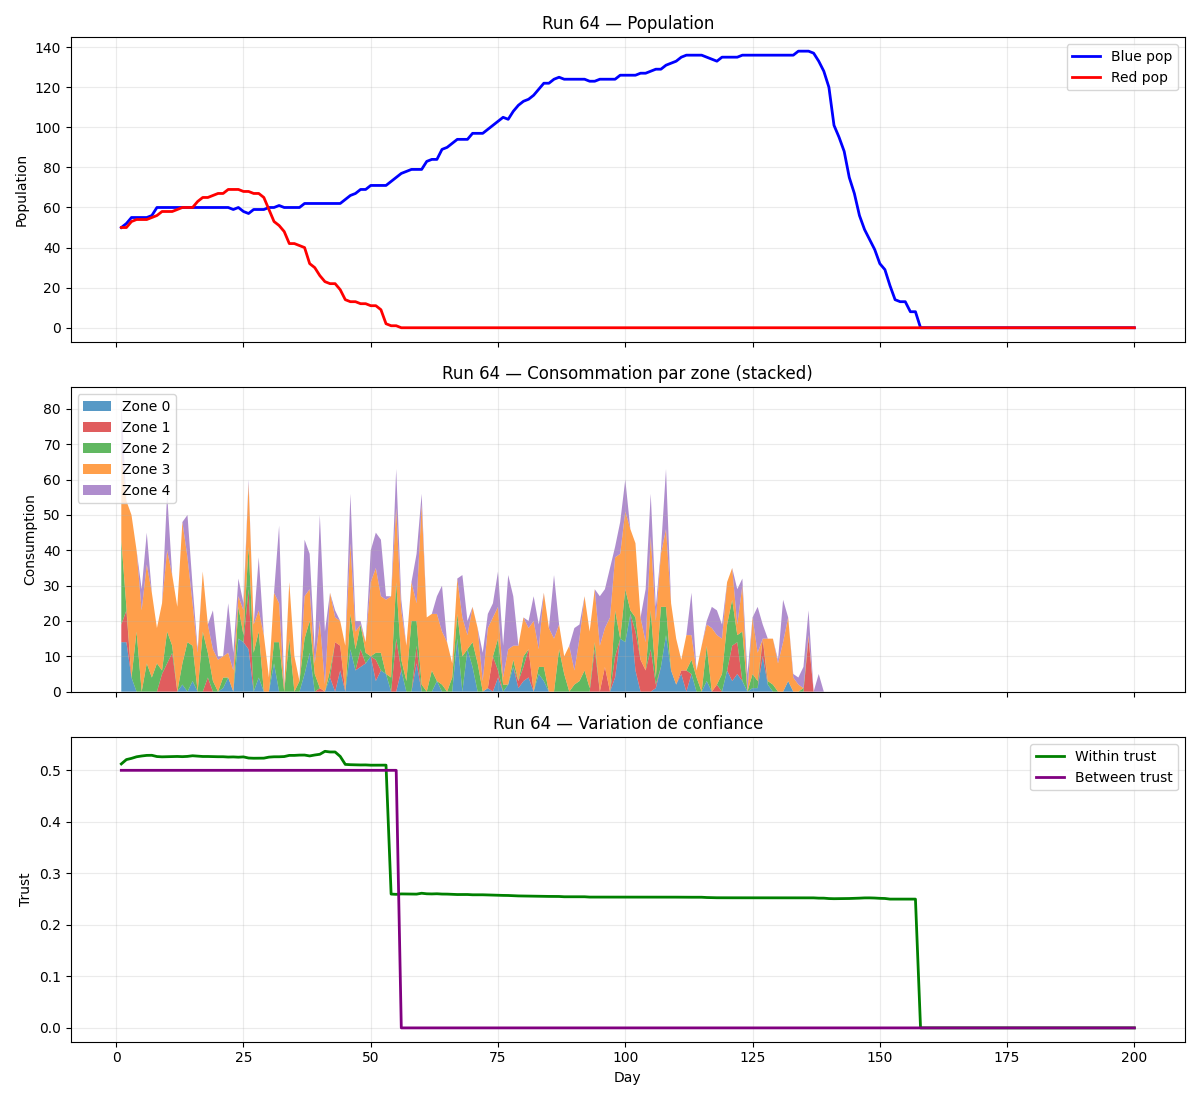 Run 64 — Population
140
120
100
80
60
40
20
0
Population
Blue pop
Red pop
Run 64 — Consommation par zone (stacked)
80
70
60
50
40
30
20
10
0
Consumption
Zone 0
Zone 1
Zone 2
Zone 3
Zone 4
Run 64 — Variation de confiance
0.5
0.4
0.3
0.2
0.1
0.0
Trust
Within trust
Between trust
0 25 50 75 100 125 150 175 200
Day